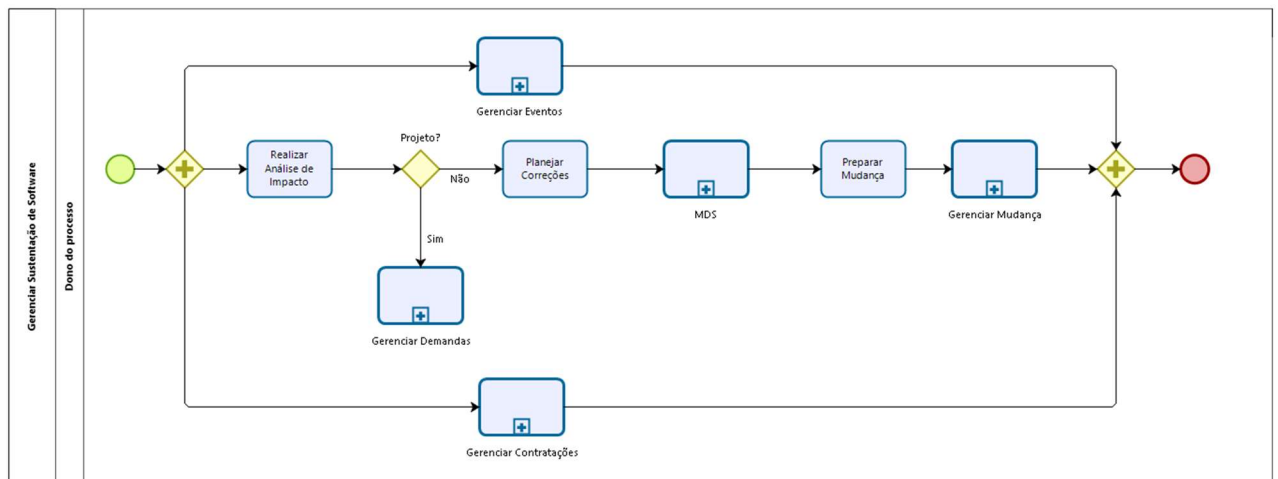 Gerenciar Sustentação de Software
Dono do processo
Gerenciar Eventos
Realizar
Análise de
Impacto
Projeto?
Não
Sim
Planejar
Correções
MDS
Preparar
Mudança
Gerenciar Mudança
Gerenciar Demandas
Gerenciar Contratações